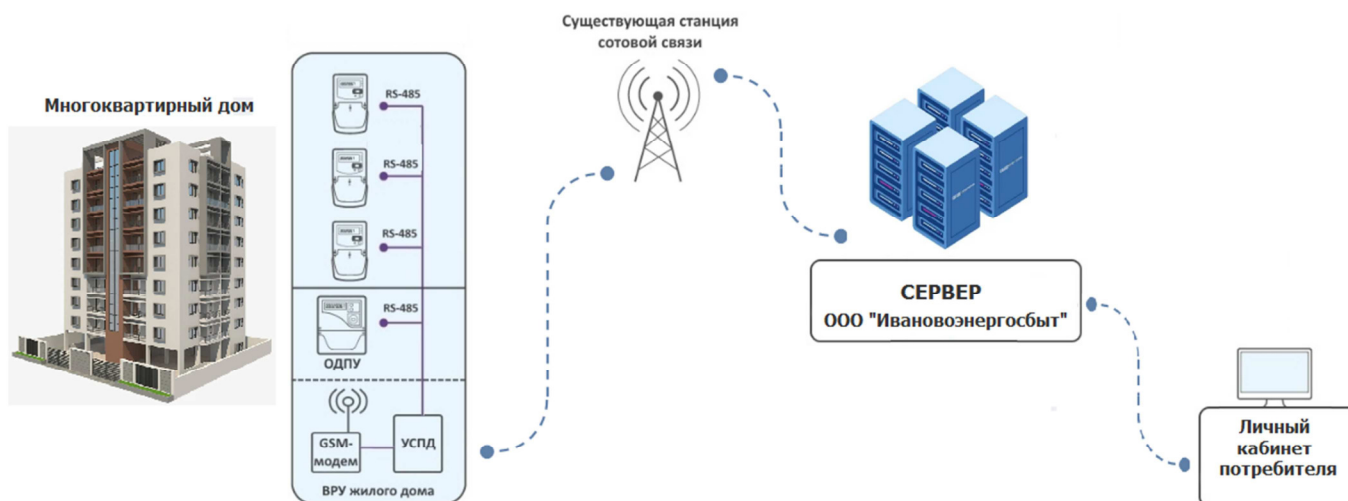 Существующая станция
сотовой связи
Многоквартирный дом
RS-485
RS-485
RS-485
RS-485
ОДПУ
GSM-
модем
УСПД
ВРУ жилого дома
СЕРВЕР
ООО "Ивановоэнергосбыт"
Личный
кабинет
потребителя